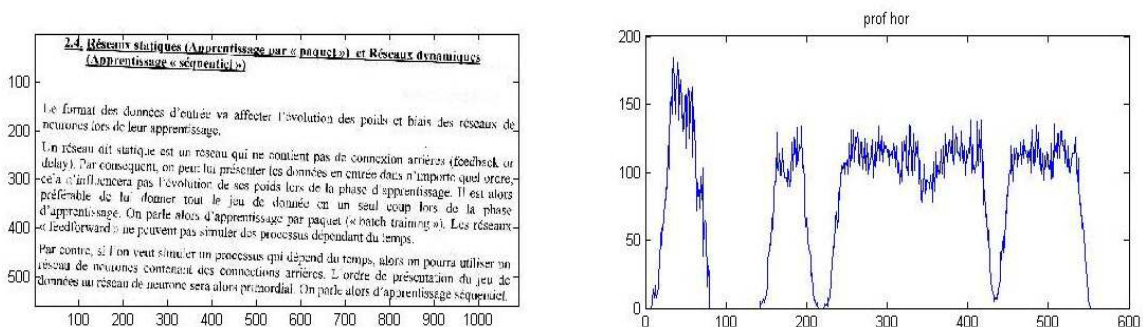 2.4. Réseaux statiques (Apprentissage par « paquet ») et Réseaux dynamiques
(Apprentissage « séquentiel »)
Le format des données d'entrée va affecter l'évolution des poids et biais des réseaux de
neurones lors de leur apprentissage.
Un réseau dit statique est un réseau qui ne contient pas de connexion arrières (feedback or
delay). Par consequent, on peut lui présenter les données en entrée dans n'importe quel ordre,
cela n'influencera pas l'évolution de ses poids lors de la phase d'apprentissage. Il est alors
préférable de lui donner tout le jeu de donnée en un seul coup lors de la phase
d'apprentissage. On parle alors d'apprentissage par paquet (« batch training »). Les réseaux
« feedforward » ne peuvent pas simuler des processus dépendant du temps.
Par contre, si l'on veut simuler un processus qui dépend du temps, alors on pourra utiliser un
réseau de neurones contenant des connections arrières. L'ordre de présentation du jeu de
données au réseau de neurone sera alors primordial. On parle alors d'apprentissage séquentiel.
100
200
300
400
500
100 200 300 400 500 600 700 800 900 1000
prof hor
200
150
100
50
0
0 100 200 300 400 500 600